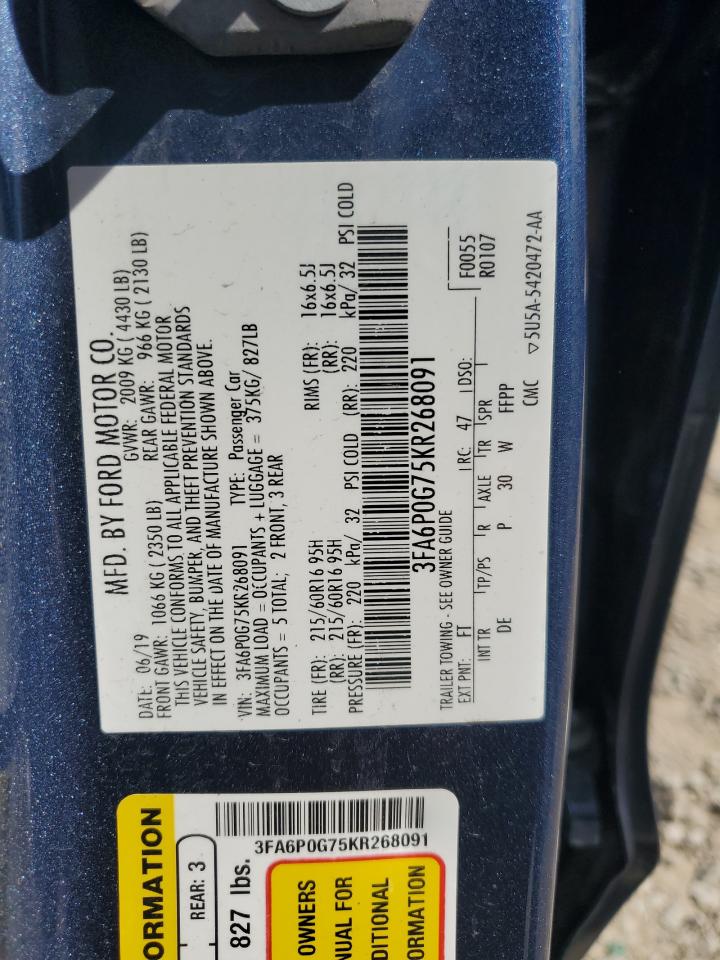 MFD. BY FORD MOTOR CO.
DATE: 06/19 GVWR: 2009 KG ( 4430 LB)
FRONT GAWR: 1066 KG ( 2350 LB) REAR GAWR: 966 KG ( 2130 LB)
THIS VEHICLE CONFORMS TO ALL APPLICABLE FEDERAL MOTOR
VEHICLE SAFETY, BUMPER, AND THEFT PREVENTION STANDARDS
IN EFFECT ON THE DATE OF MANUFACTURE SHOWN ABOVE.
VIN: 3FA6P0G75KR268091 TYPE: Passenger Car
MAXIMUM LOAD = OCCUPANTS + LUGGAGE = 375KG/ 827LB
OCCUPANTS = 5 TOTAL; 2 FRONT, 3 REAR
TIRE (FR): 215/60R16 95H RIMS (FR): 16x6.5J
(RR): 215/60R16 95H (RR): 16x6.5J
PRESSURE (FR): 220 kPa/ 32 PSI COLD (RR): 220 kPa/ 32 PSI COLD
3FA6P0G75KR268091
TRAILER TOWING - SEE OWNER GUIDE
F0055
R0107
EXT PNT: FT RC: 47 DSO:
INT TR TP/PS R AXLE TR SPR
DE P 30 W FFPP
CMC ▽5U5A-5420472-AA
ORMATION
REAR: 3
827 lbs.
3FA6P0G75KR268091
OWNERS
NUAL FOR
DITIONAL
ORMATION